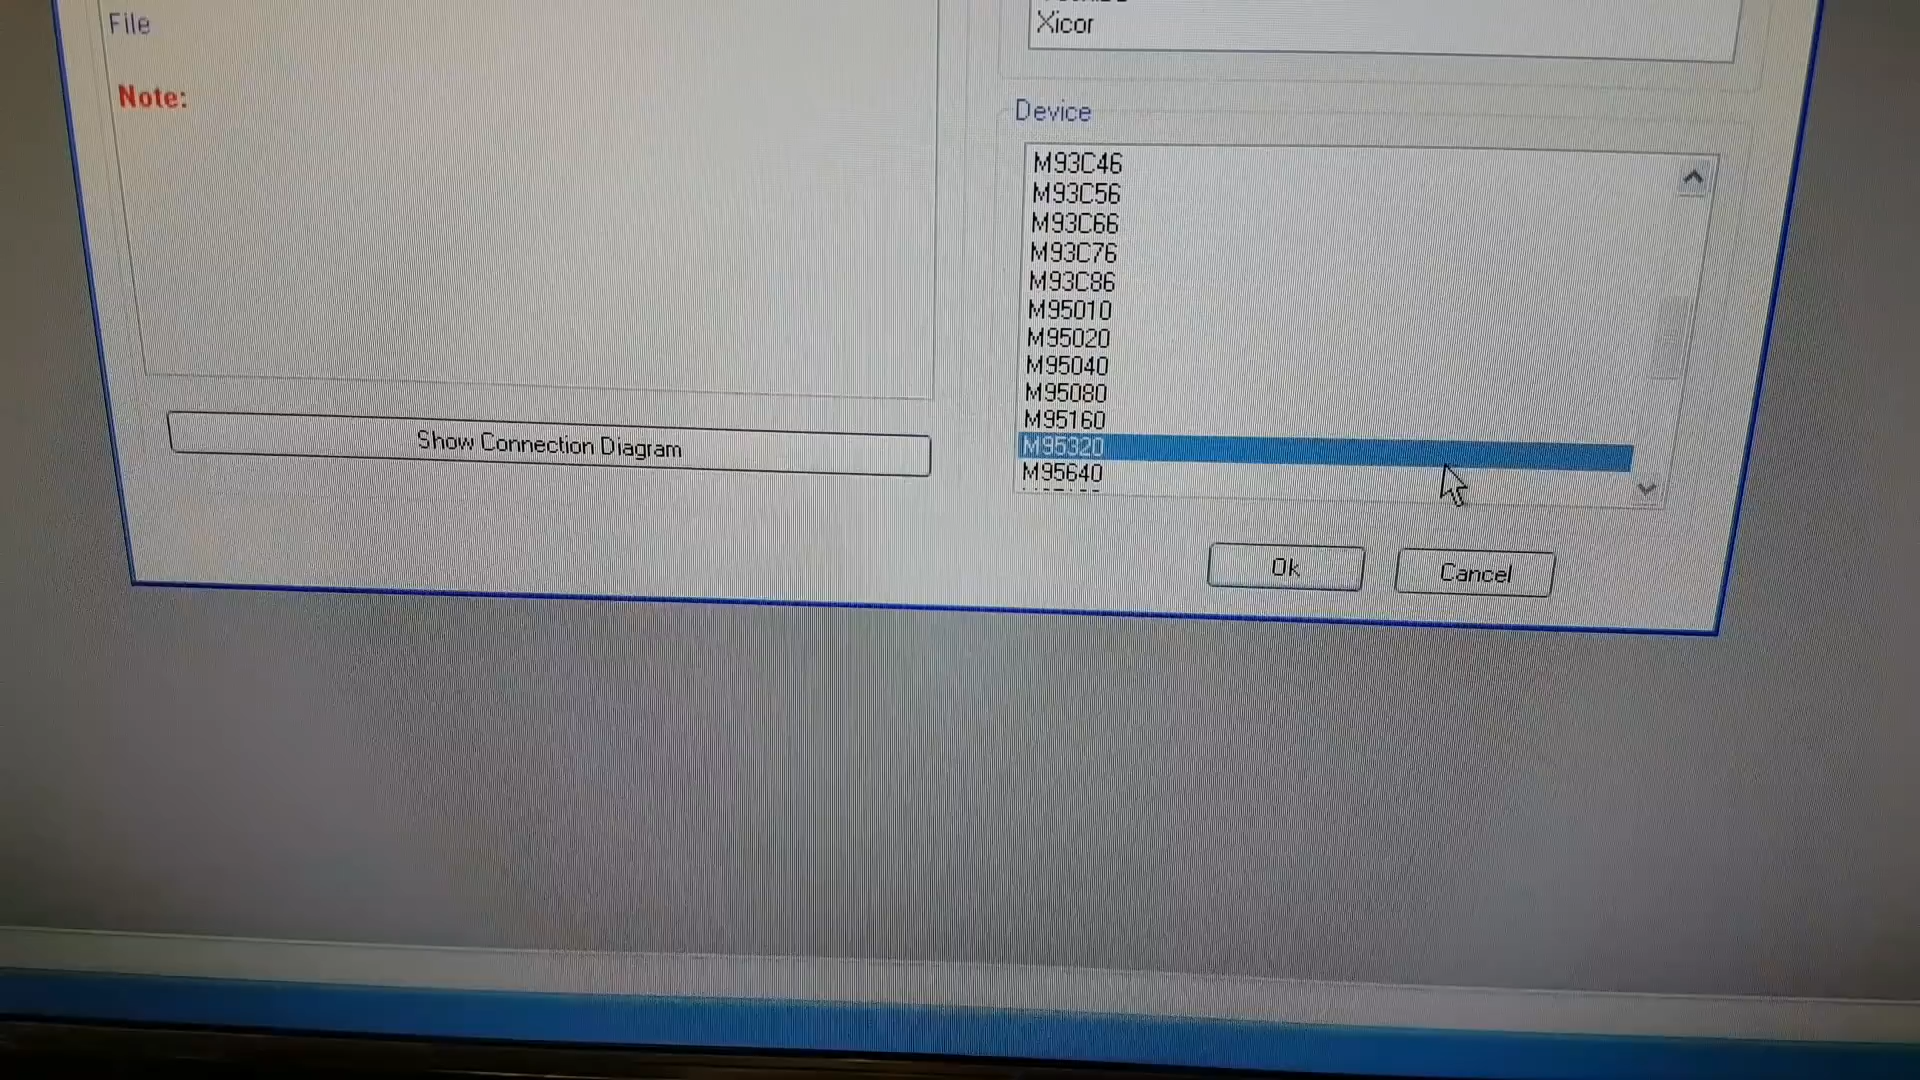 File
Note:
Show Connection Diagram
Xicor
Device
M93C46
M93C56
M93C66
M93C76
M93C86
M95010
M95020
M95040
M95080
M95160
M95320
M95640
Ok
Cancel